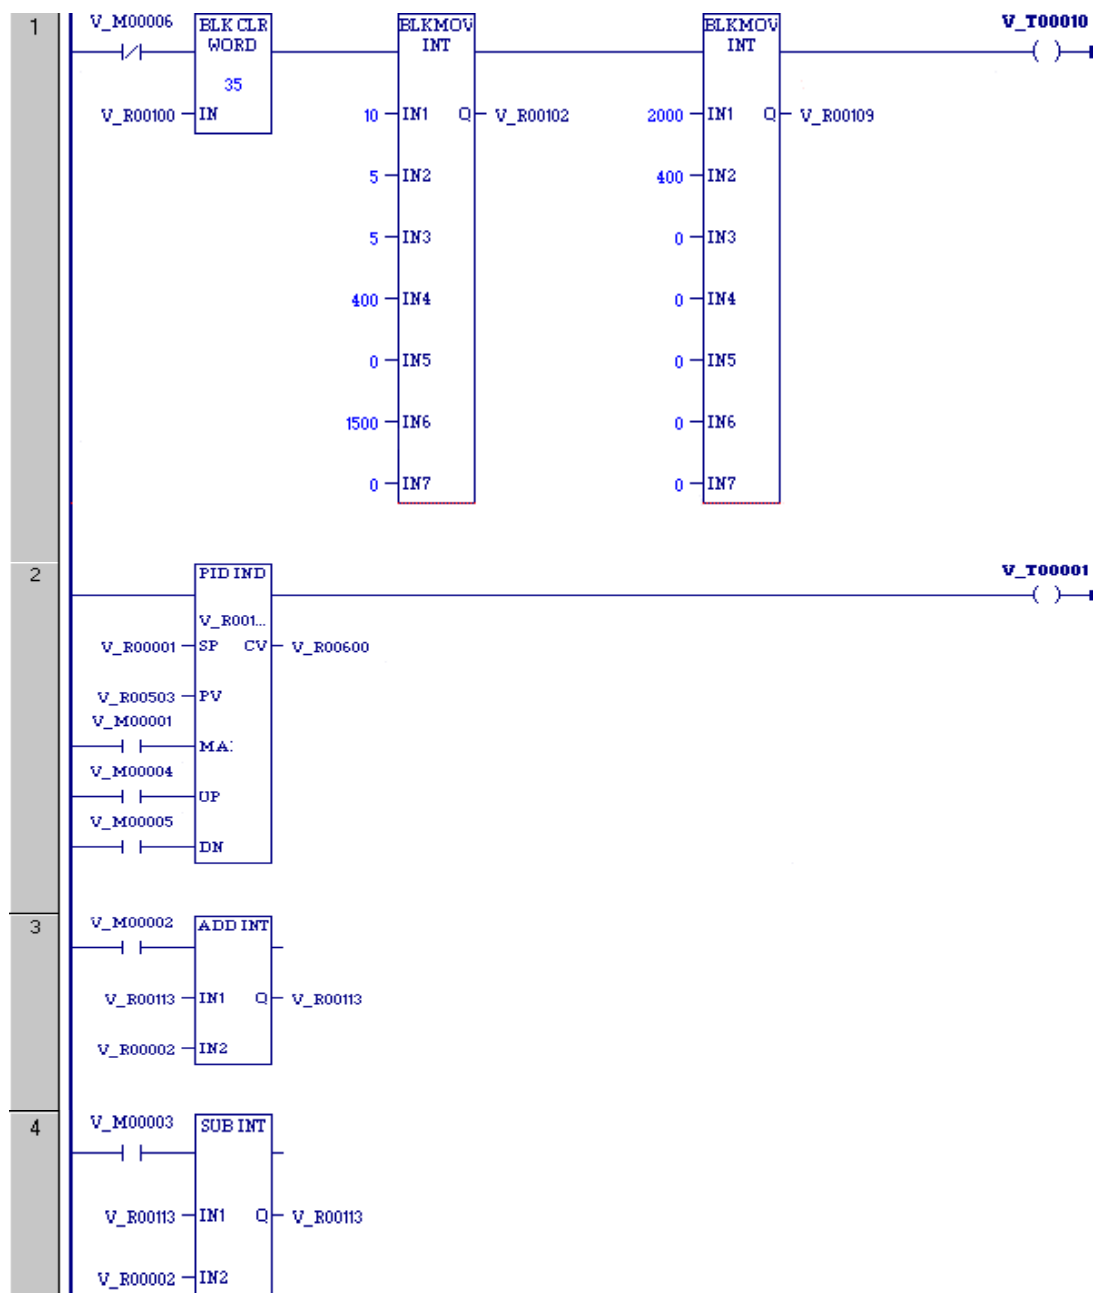 1
V_M00006
BLK CLR
WORD
35
V_R00100
IN
BLKMOV
INT
10
IN1
Q
V_R00102
5
IN2
5
IN3
400
IN4
0
IN5
1500
IN6
0
IN7
BLKMOV
INT
2000
IN1
Q
V_R00109
400
IN2
0
IN3
0
IN4
0
IN5
0
IN6
0
IN7
V_T00010
2
PID IND
V_R001...
V_R00001
SP
CV
V_R00600
V_R00503
PV
V_M00001
MA
V_M00004
UP
V_M00005
DN
V_T00001
3
V_M00002
ADD INT
V_R00113
IN1
Q
V_R00113
V_R00002
IN2
4
V_M00003
SUB INT
V_R00113
IN1
Q
V_R00113
V_R00002
IN2